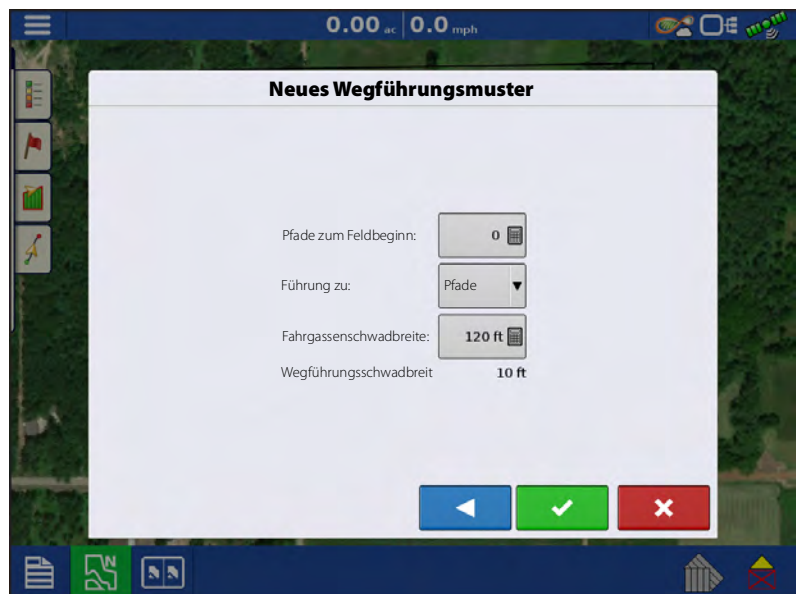 0.00 ac 0.0 mph
Neues Wegführungsmuster
Pfade zum Feldbeginn: 0
Führung zu: Pfade
Fahrgassenschwadbreite: 120 ft
Wegführungsschwadbreit 10 ft
N